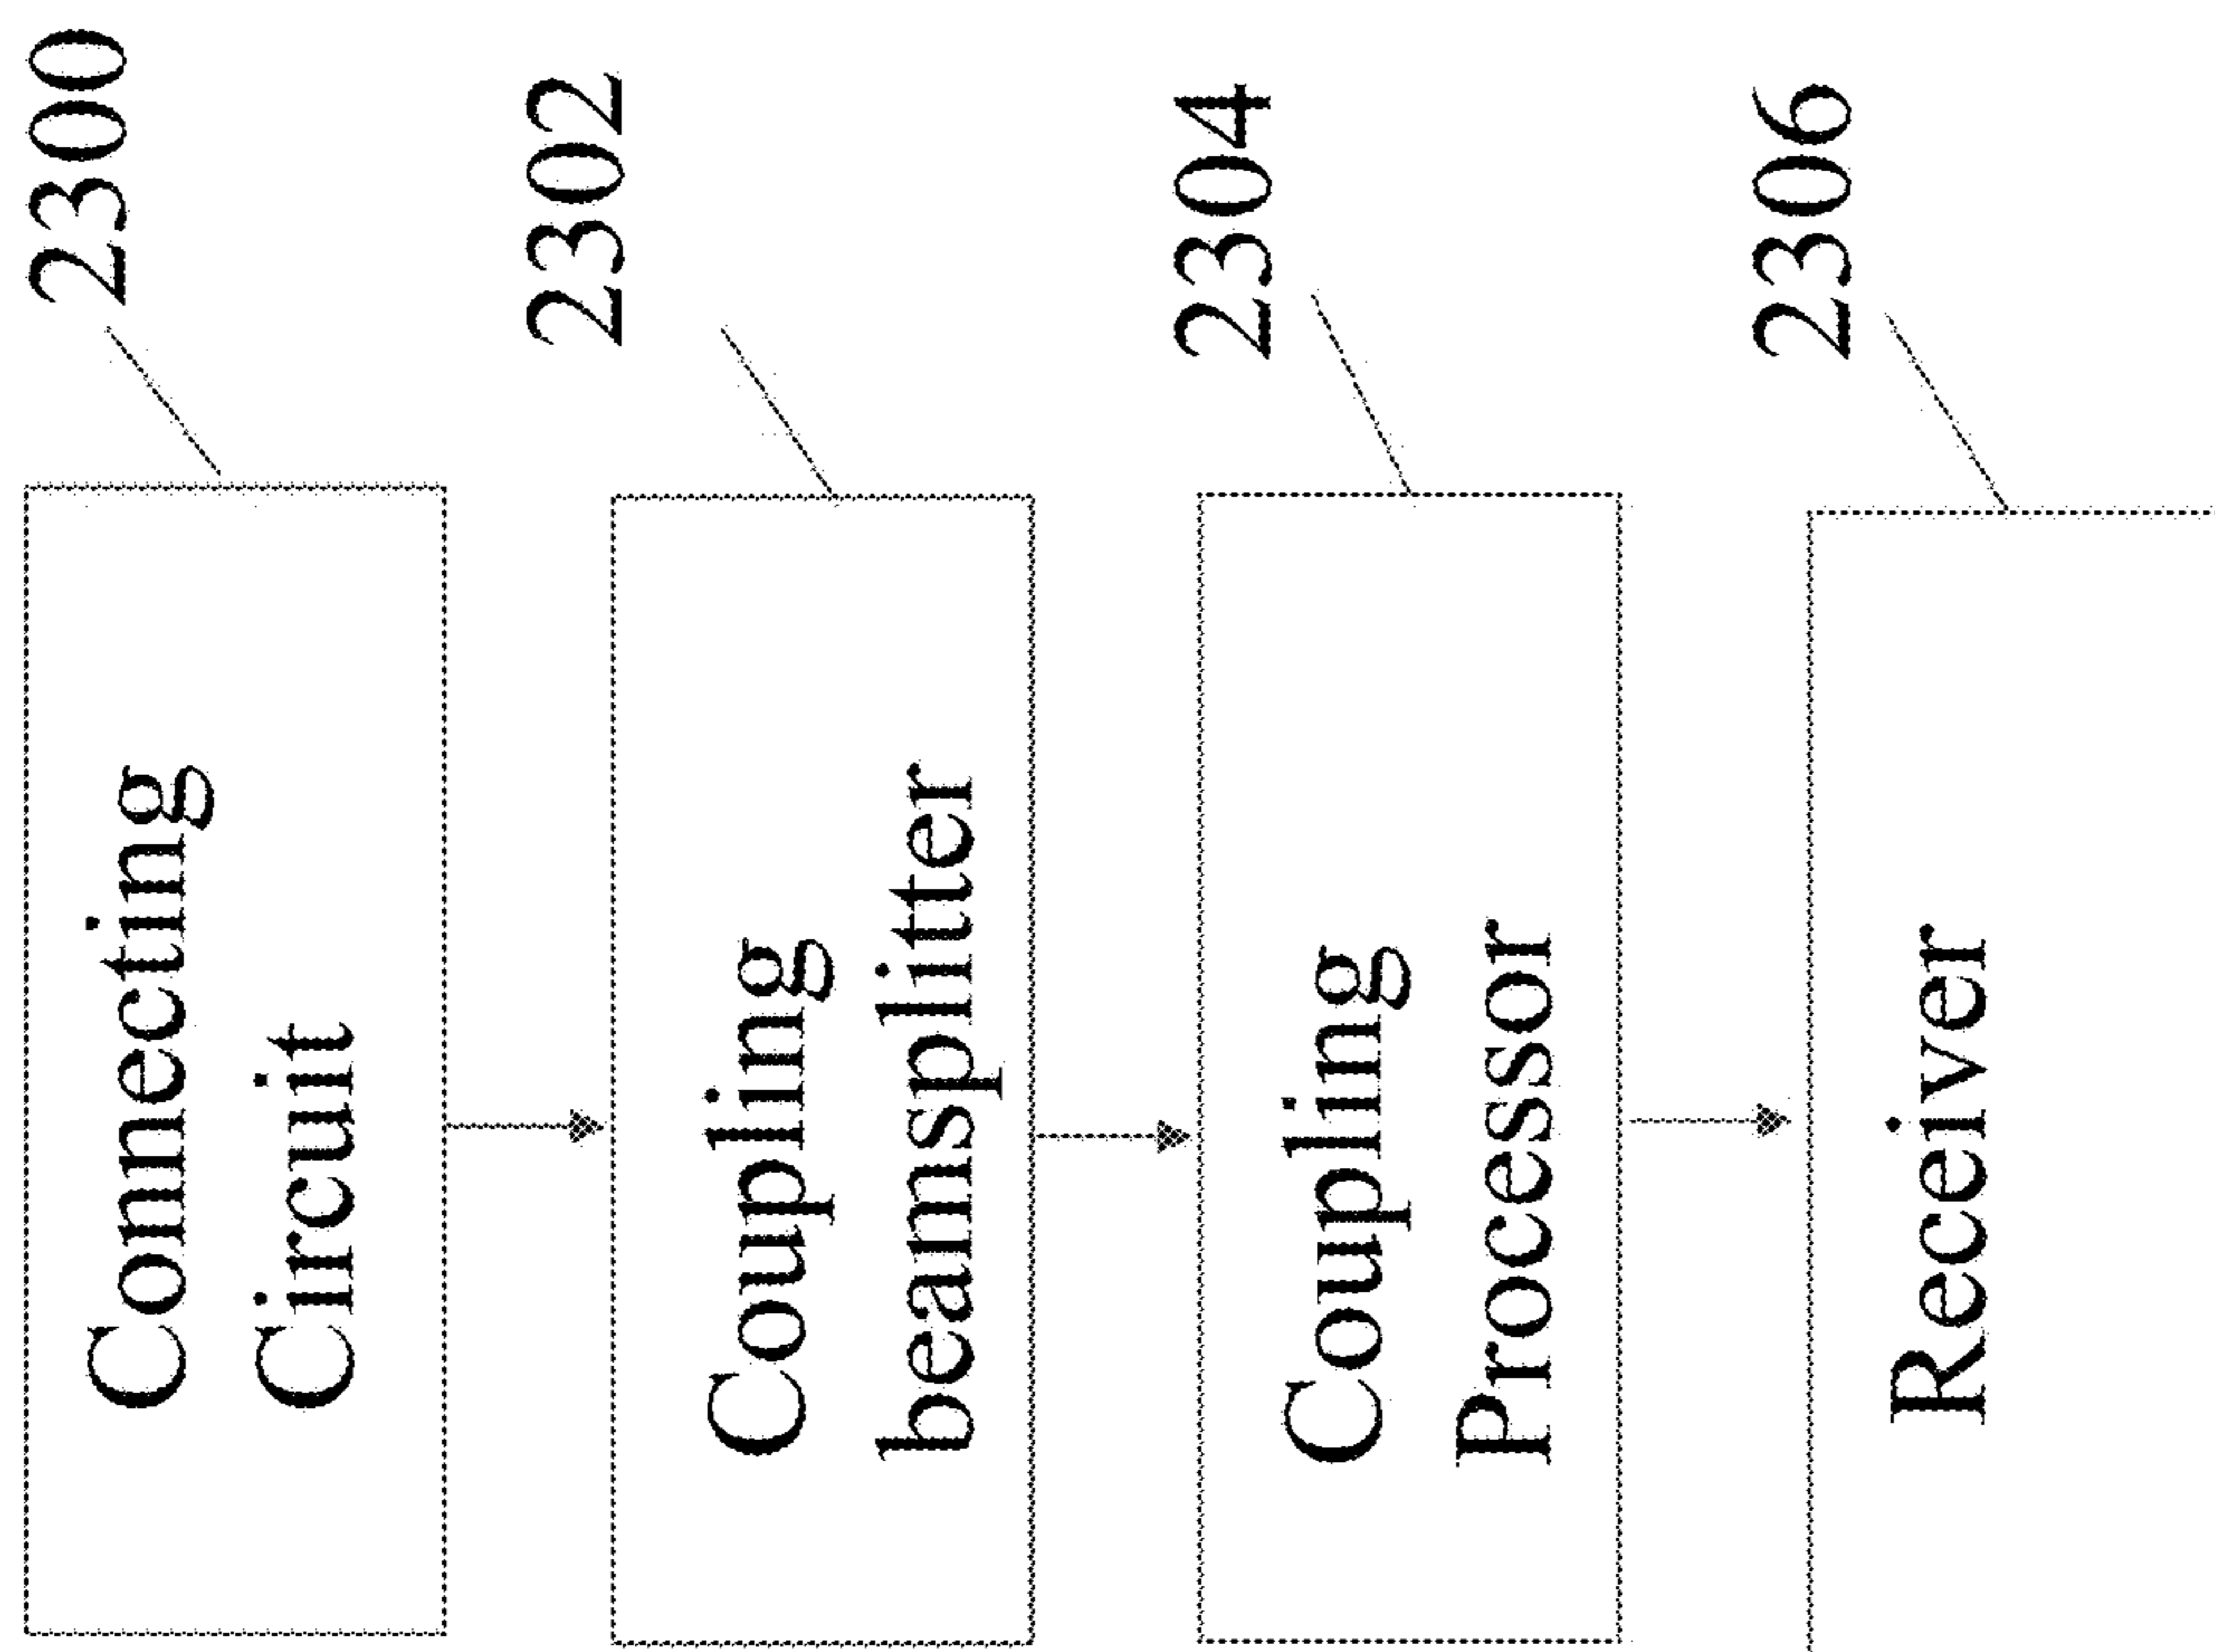 Connecting
Circuit
2300
Coupling
beamsplitter
2302
Coupling
Processor
2304
Receiver
2306